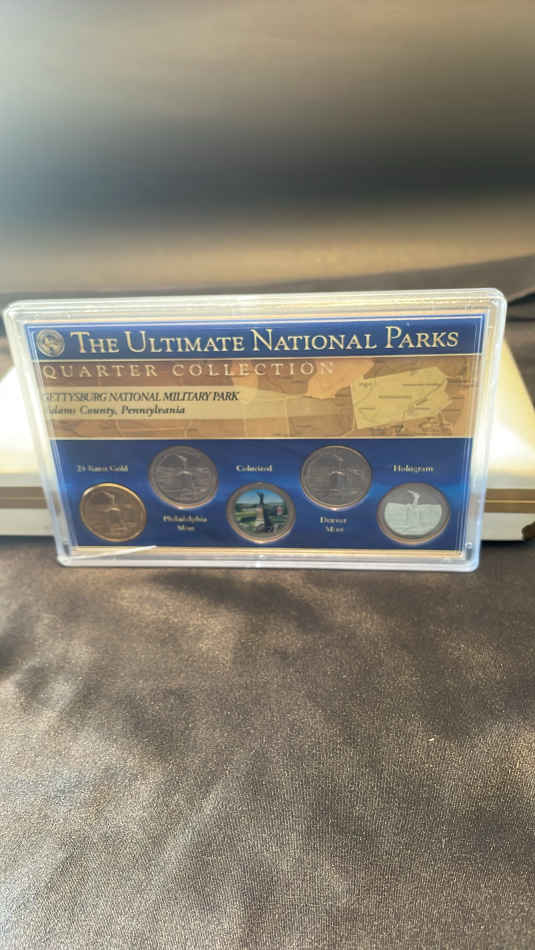 THE ULTIMATE NATIONAL PARKS
QUARTER COLLECTION
GETTYSBURG NATIONAL MILITARY PARK
Adams County, Pennsylvania
24 Karat Gold
Colorized
Hologram
Philadelphia
Mint
Denver
Mint